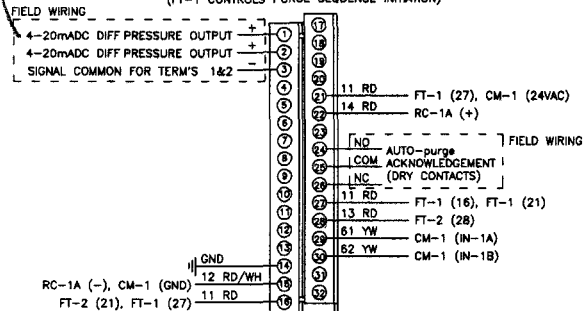 (FT-1 CONTROLS PURGE SEQUENCE INITIATION)
FIELD WIRING
4-20mADC DIFF PRESSURE OUTPUT +
4-20mADC DIFF PRESSURE OUTPUT +
SIGNAL COMMON FOR TERM'S 1&2 -
1
2
3
4
5
6
7
8
9
10
11
12
13
GND 14
RC-1A (-), CM-1 (GND) 12 RD/WH 15
FT-2 (21), FT-1 (27) 11 RD 16
17
18
19
20
21 11 RD FT-1 (27), CM-1 (24VAC)
22 14 RD RC-1A (+)
23
24 NO
25 COM
26 NC
AUTO-purge
ACKNOWLEDGEMENT
(DRY CONTACTS)
FIELD WIRING
27 11 RD FT-1 (16), FT-1 (21)
28 13 RD FT-2 (28)
29 61 YW CM-1 (IN-1A)
30 62 YW CM-1 (IN-1B)
31
32